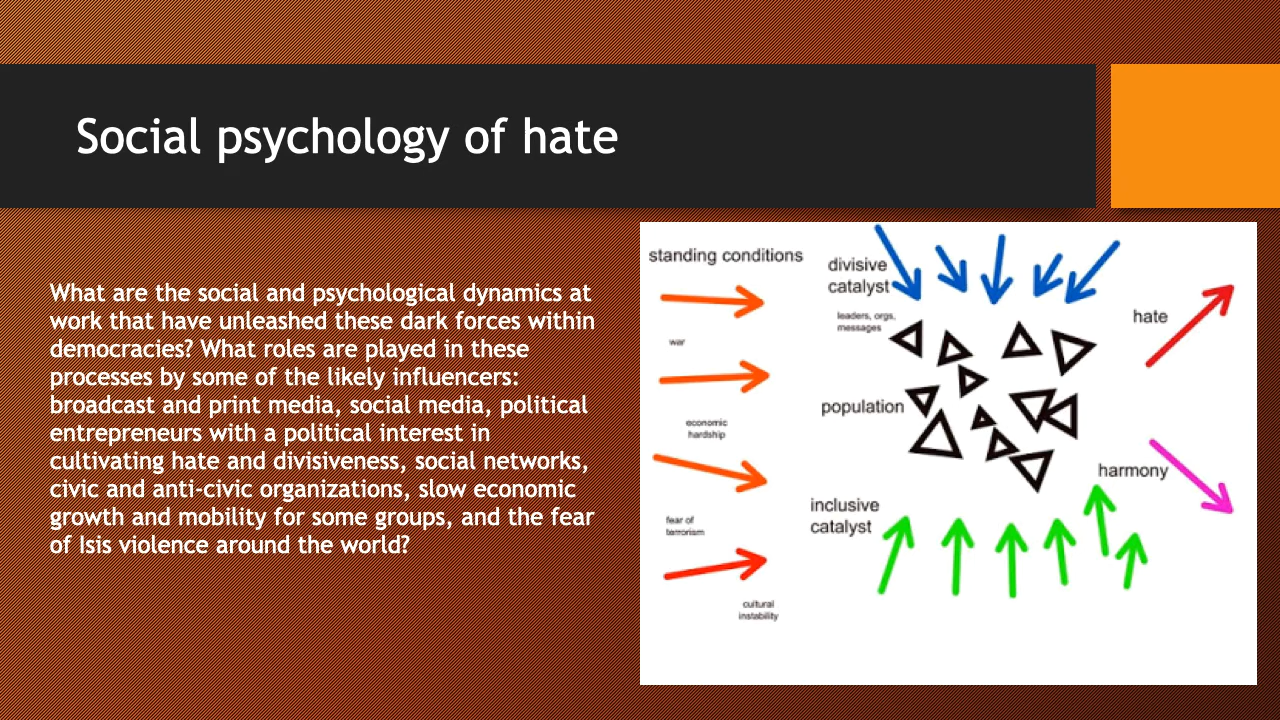 Social psychology of hate
What are the social and psychological dynamics at
work that have unleashed these dark forces within
democracies? What roles are played in these
processes by some of the likely influencers:
broadcast and print media, social media, political
entrepreneurs with a political interest in
cultivating hate and divisiveness, social networks,
civic and anti-civic organizations, slow economic
growth and mobility for some groups, and the fear
of Isis violence around the world?
standing conditions
war
economic
hardship
fear of
terrorism
cultural
instability
divisive
catalyst
leaders, orgs,
messages
population
inclusive
catalyst
hate
harmony